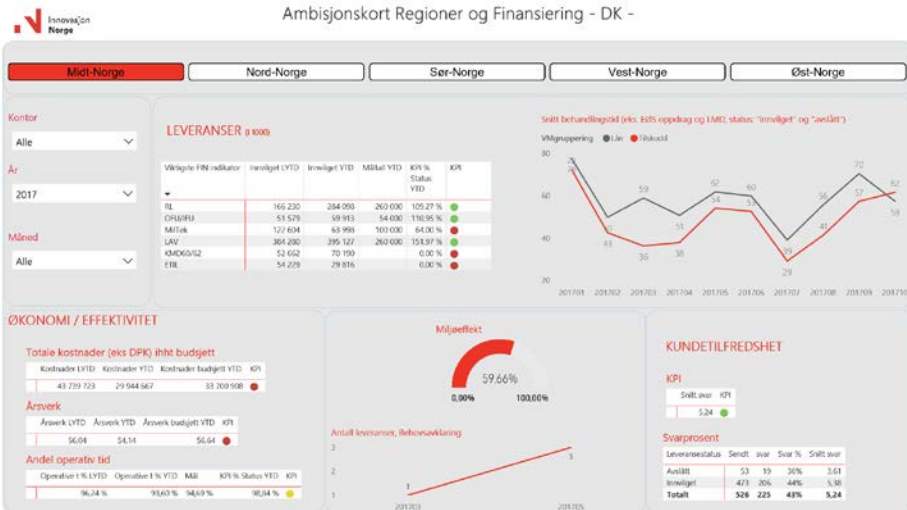 Innovasjon
Norge
Ambisjonskort Regioner og Finansiering - DK -
Midt-Norge
Nord-Norge
Sør-Norge
Vest-Norge
Øst-Norge
Kontor
Alle
År
2017
Måned
Alle
LEVERANSER (i 1000)
Viktigste FIN indikator Innvilget LYTD Innvilget YTD Måltall YTD KPI % Status YTD KPI
RL 166 230 284 098 260 000 109,27 %
OFU/IFU 51 579 59 913 54 000 110,95 %
MilTek 122 604 63 998 100 000 64,00 %
LAV 384 280 395 127 260 000 151,97 %
KMD60/62 52 662 70 190 0,00 %
ETIL 54 229 29 816 0,00 %
Snitt behandlingstid (eks. EØS oppdrag og LMD, status: "innvilget" og "avslått")
VMgruppering Lån Tilskudd
80
60
40
20
59
43
36
51
38
62
54
60
53
39
29
56
41
70
57
62
58
201701 201702 201703 201704 201705 201706 201707 201708 201709 201710
ØKONOMI / EFFEKTIVITET
Totale kostnader (eks DPK) ihht budsjett
Kostnader LYTD Kostnader YTD Kostnader budsjett YTD KPI
43 739 723 29 944 667 33 700 908
Årsverk
Årsverk LYTD Årsverk YTD Årsverk budsjett YTD KPI
56,04 54,14 56,64
Andel operativ tid
Operative t % LYTD Operative t % YTD Mål KPI % Status YTD KPI
96,24 % 93,60 % 94,69 % 98,84 %
Miljøeffekt
59,66%
0,00% 100,00%
Antall leveranser, Behovsavklaring
3
2
1
1
3
201703 201705
KUNDETILFREDSHET
KPI
Snitt svar KPI
5,24
Svarprosent
Leveransestatus Sendt svar Svar % Snitt svar
Avslått 53 19 36% 3,61
Innvilget 473 206 44% 5,38
Totalt 526 225 43% 5,24